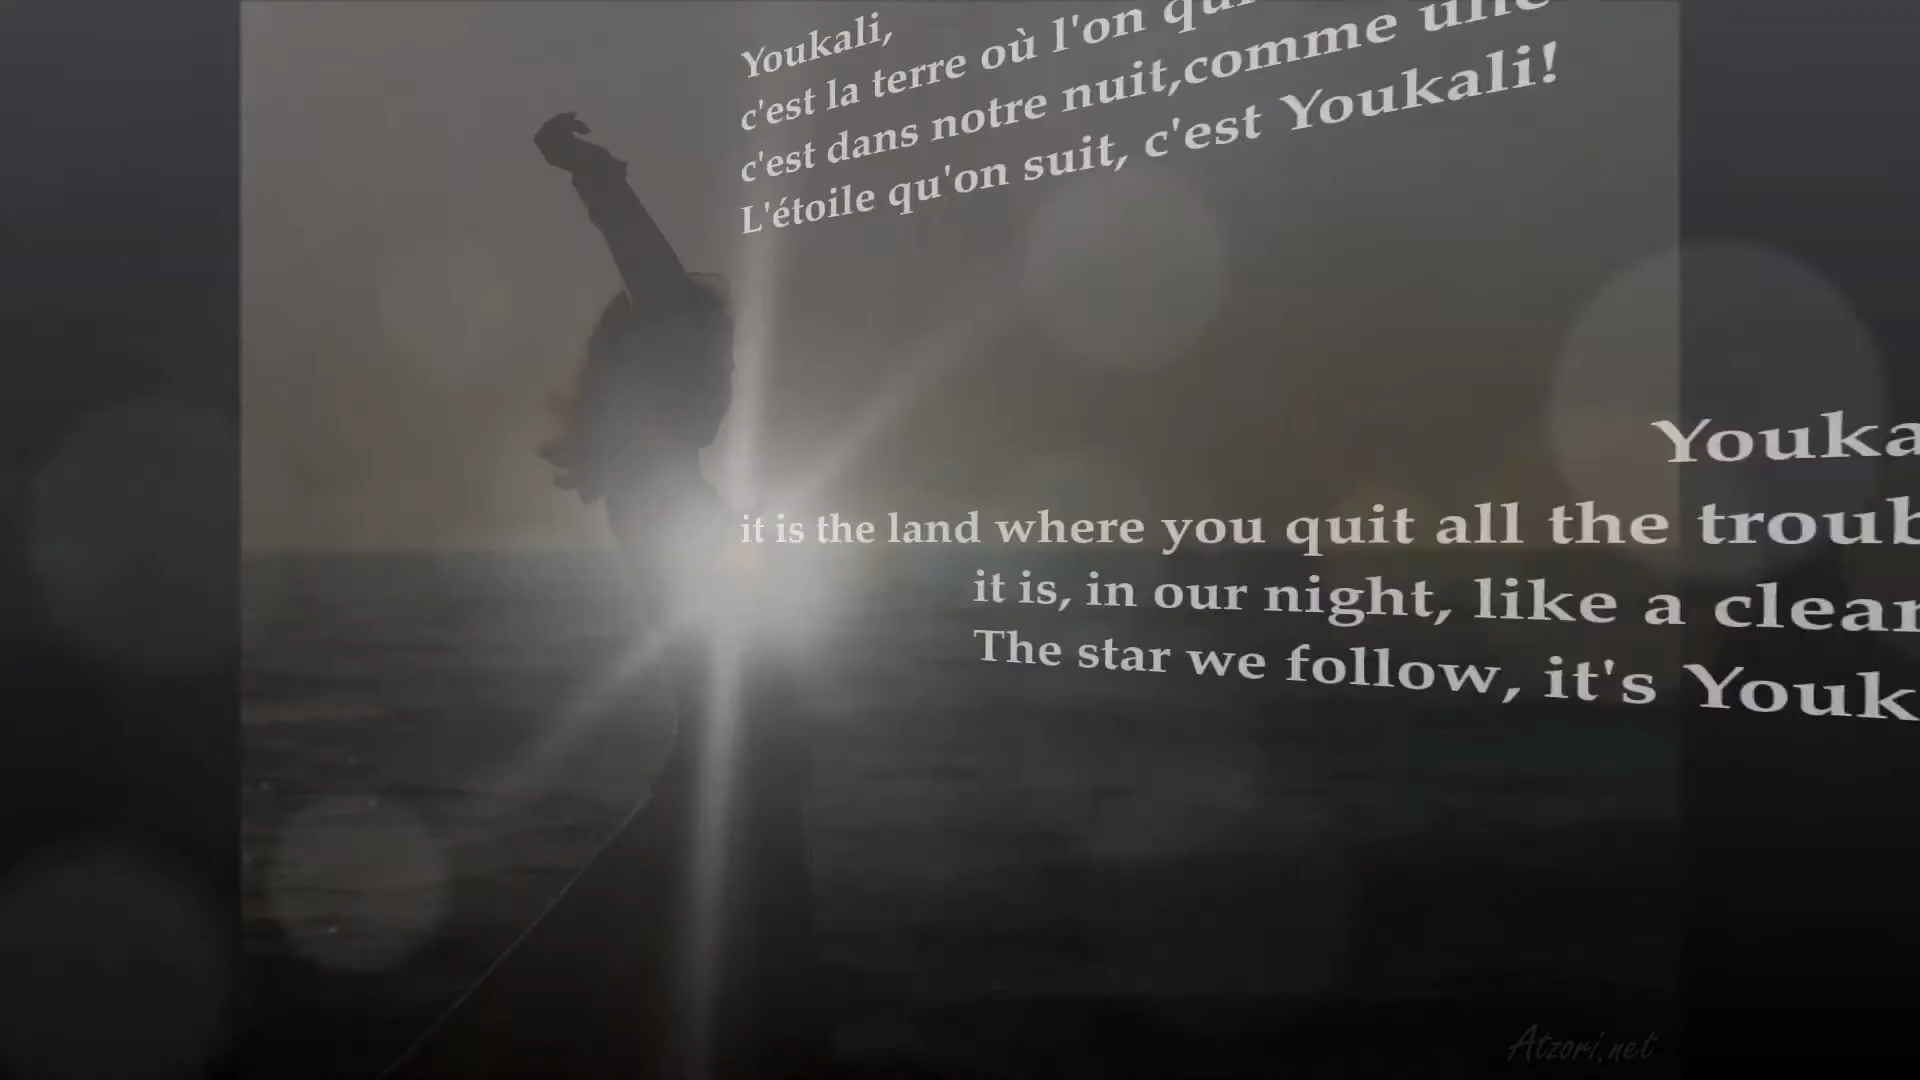 Youkali,
c'est la terre où l'on
c'est dans notre nuit,comme une
L'étoile qu'on suit, c'est Youkali!
it is the land where you quit all the
it is, in our night, like a clear
The star we follow, it's
Atzori.net